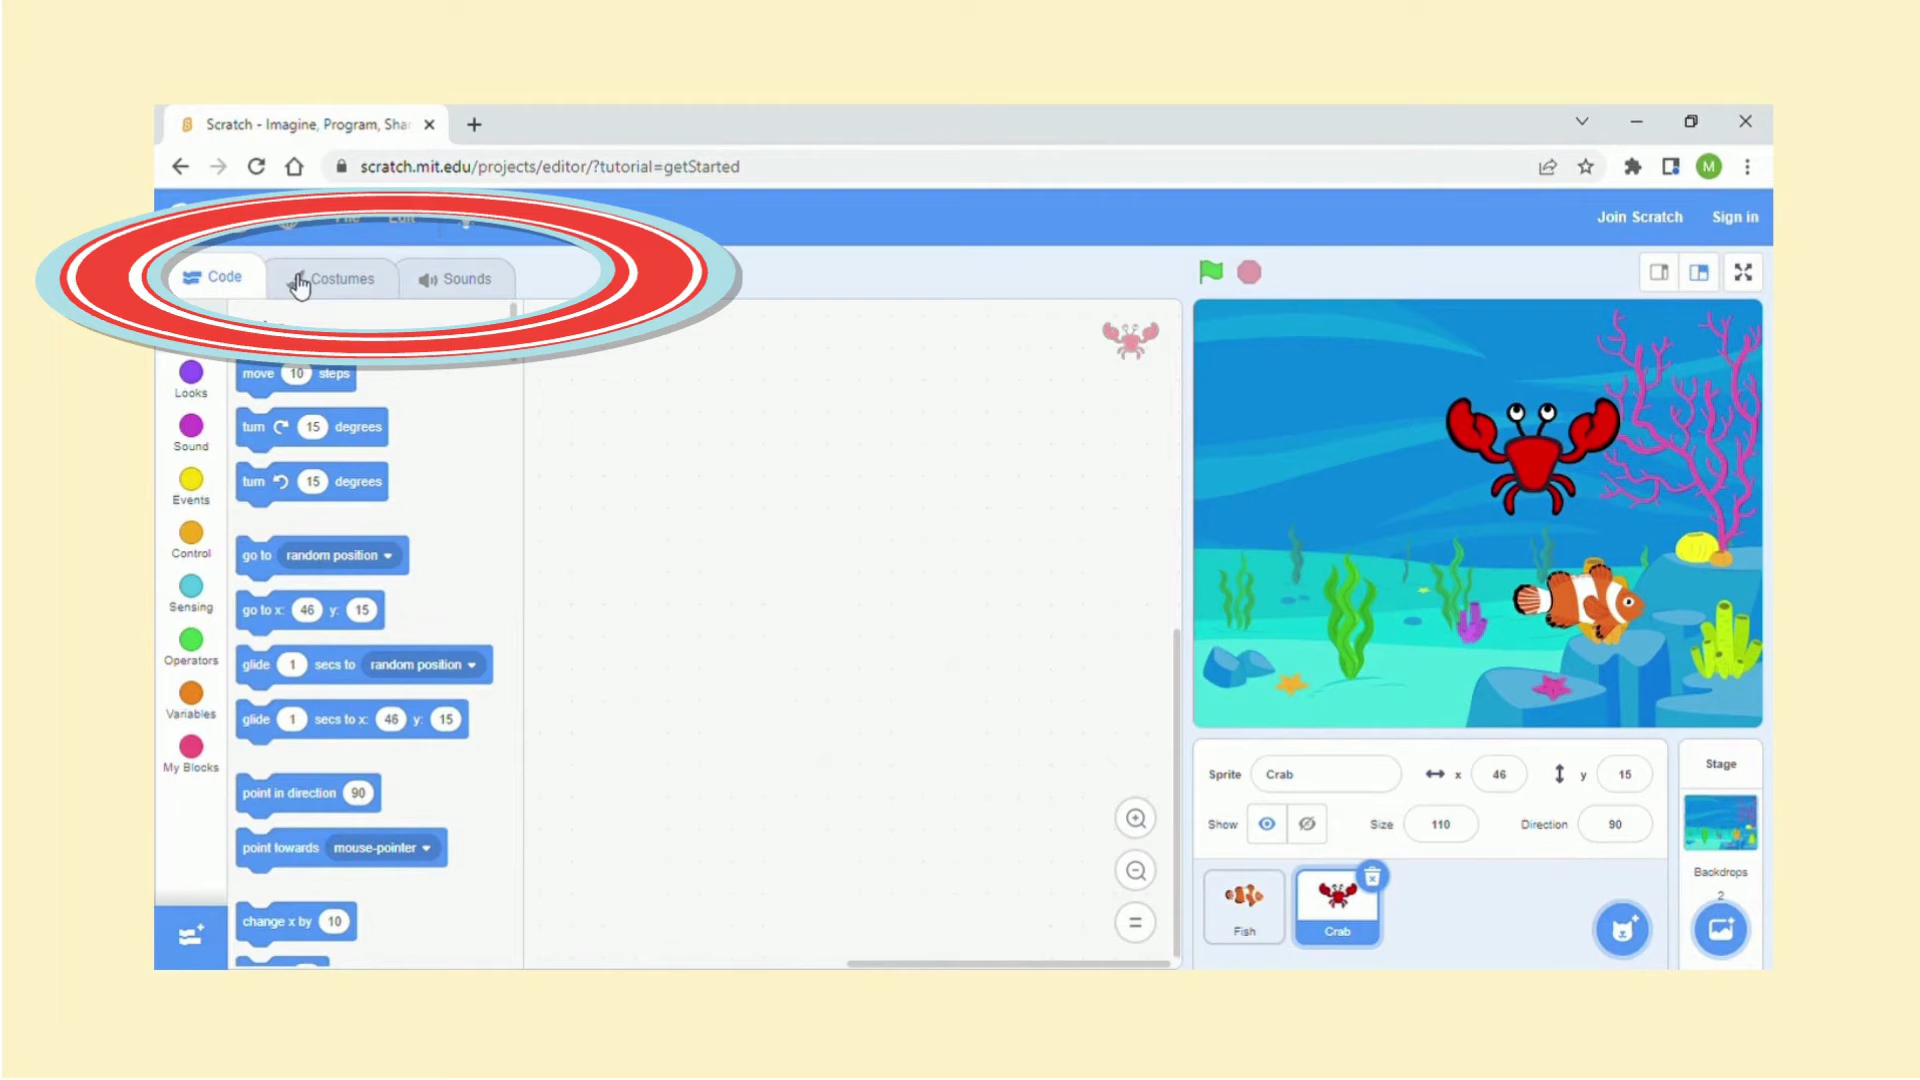 Scratch - Imagine, Program, Shar
scratch.mit.edu/projects/editor/?tutorial=getStarted
M
File Edit
Join Scratch Sign in
Code Costumes Sounds
Looks
Sound
Events
Control
Sensing
Operators
Variables
My Blocks
move 10 steps
turn 15 degrees
turn 15 degrees
go to random position
go to x: 46 y: 15
glide 1 secs to random position
glide 1 secs to x: 46 y: 15
point in direction 90
point towards mouse-pointer
change x by 10
Sprite Crab x 46 y 15
Show Size 110 Direction 90
Fish
Crab
Stage
Backdrops
2